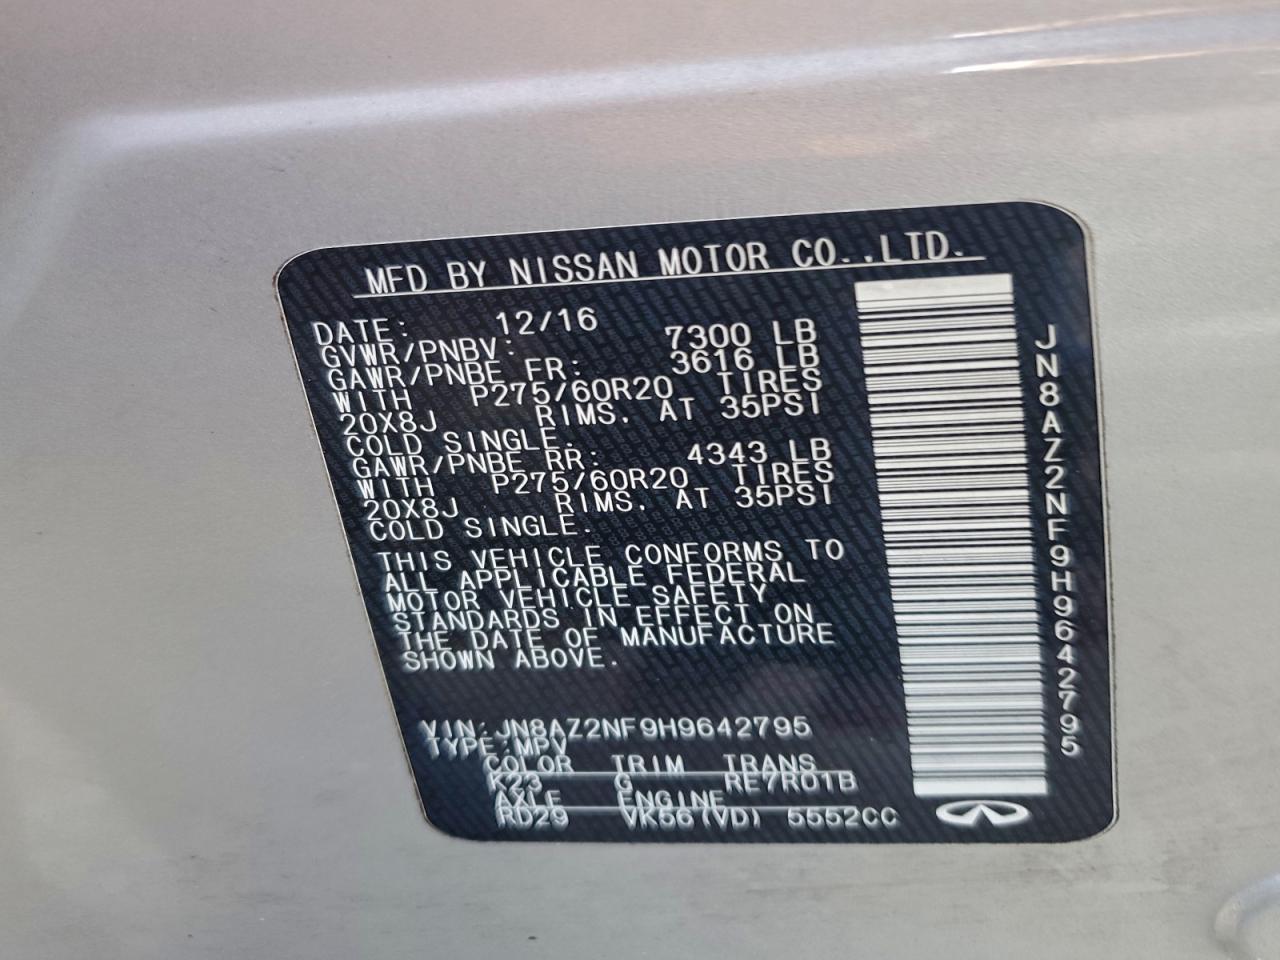 MFD BY NISSAN MOTOR CO.,LTD.
DATE: 12/16
GVWR/PNBV: 7300 LB
GAWR/PNBE FR: 3616 LB
WITH P275/60R20 TIRES
20X8J RIMS. AT 35PSI
COLD SINGLE.
GAWR/PNBE RR: 4343 LB
WITH P275/60R20 TIRES
20X8J RIMS. AT 35PSI
COLD SINGLE.
THIS VEHICLE CONFORMS TO
ALL APPLICABLE FEDERAL
MOTOR VEHICLE SAFETY
STANDARDS IN EFFECT ON
THE DATE OF MANUFACTURE
SHOWN ABOVE.
VIN:JN8AZ2NF9H9642795
TYPE:MPV
COLOR TRIM TRANS
K23 G RE7R01B
AXLE ENGINE
RD29 VK56(VD) 5552CC
JN8AZ2NF9H9642795